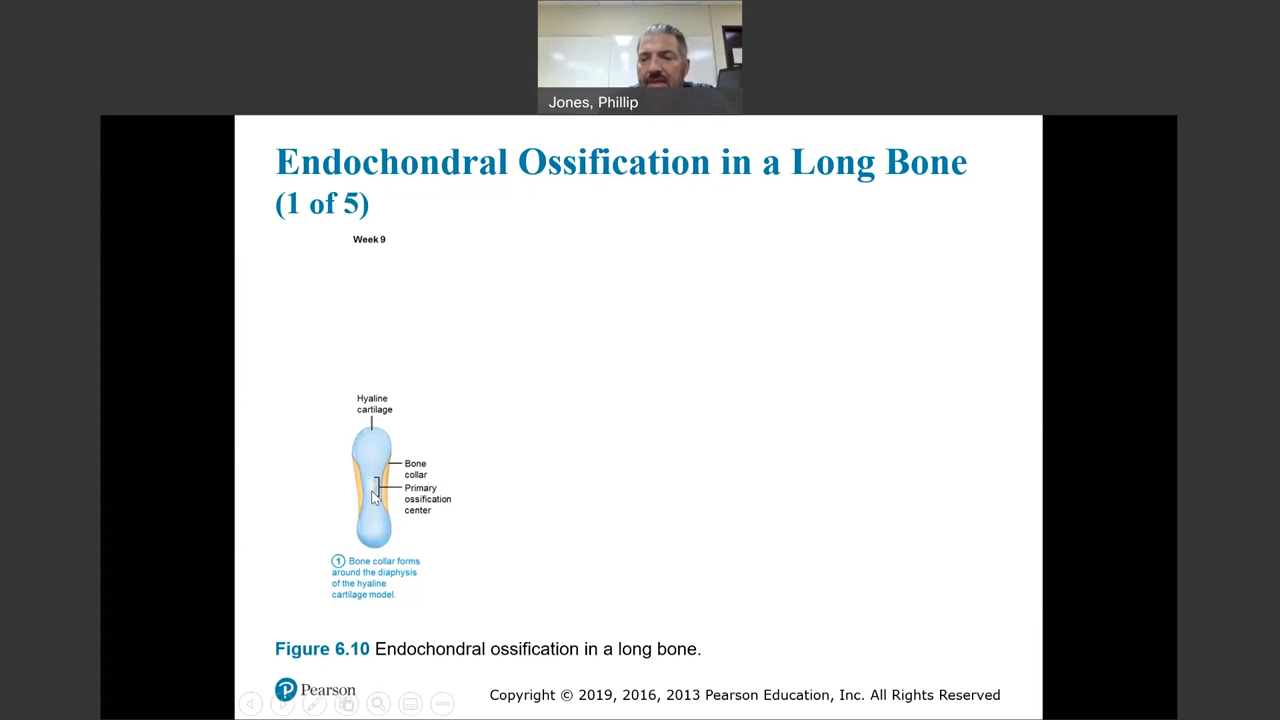 Jones, Phillip
Endochondral Ossification in a Long Bone
(1 of 5)
Week 9
Hyaline
cartilage
Bone
collar
Primary
ossification
center
1 Bone collar forms
around the diaphysis
of the hyaline
cartilage model.
Figure 6.10 Endochondral ossification in a long bone.
P Pearson
Copyright © 2019, 2016, 2013 Pearson Education, Inc. All Rights Reserved